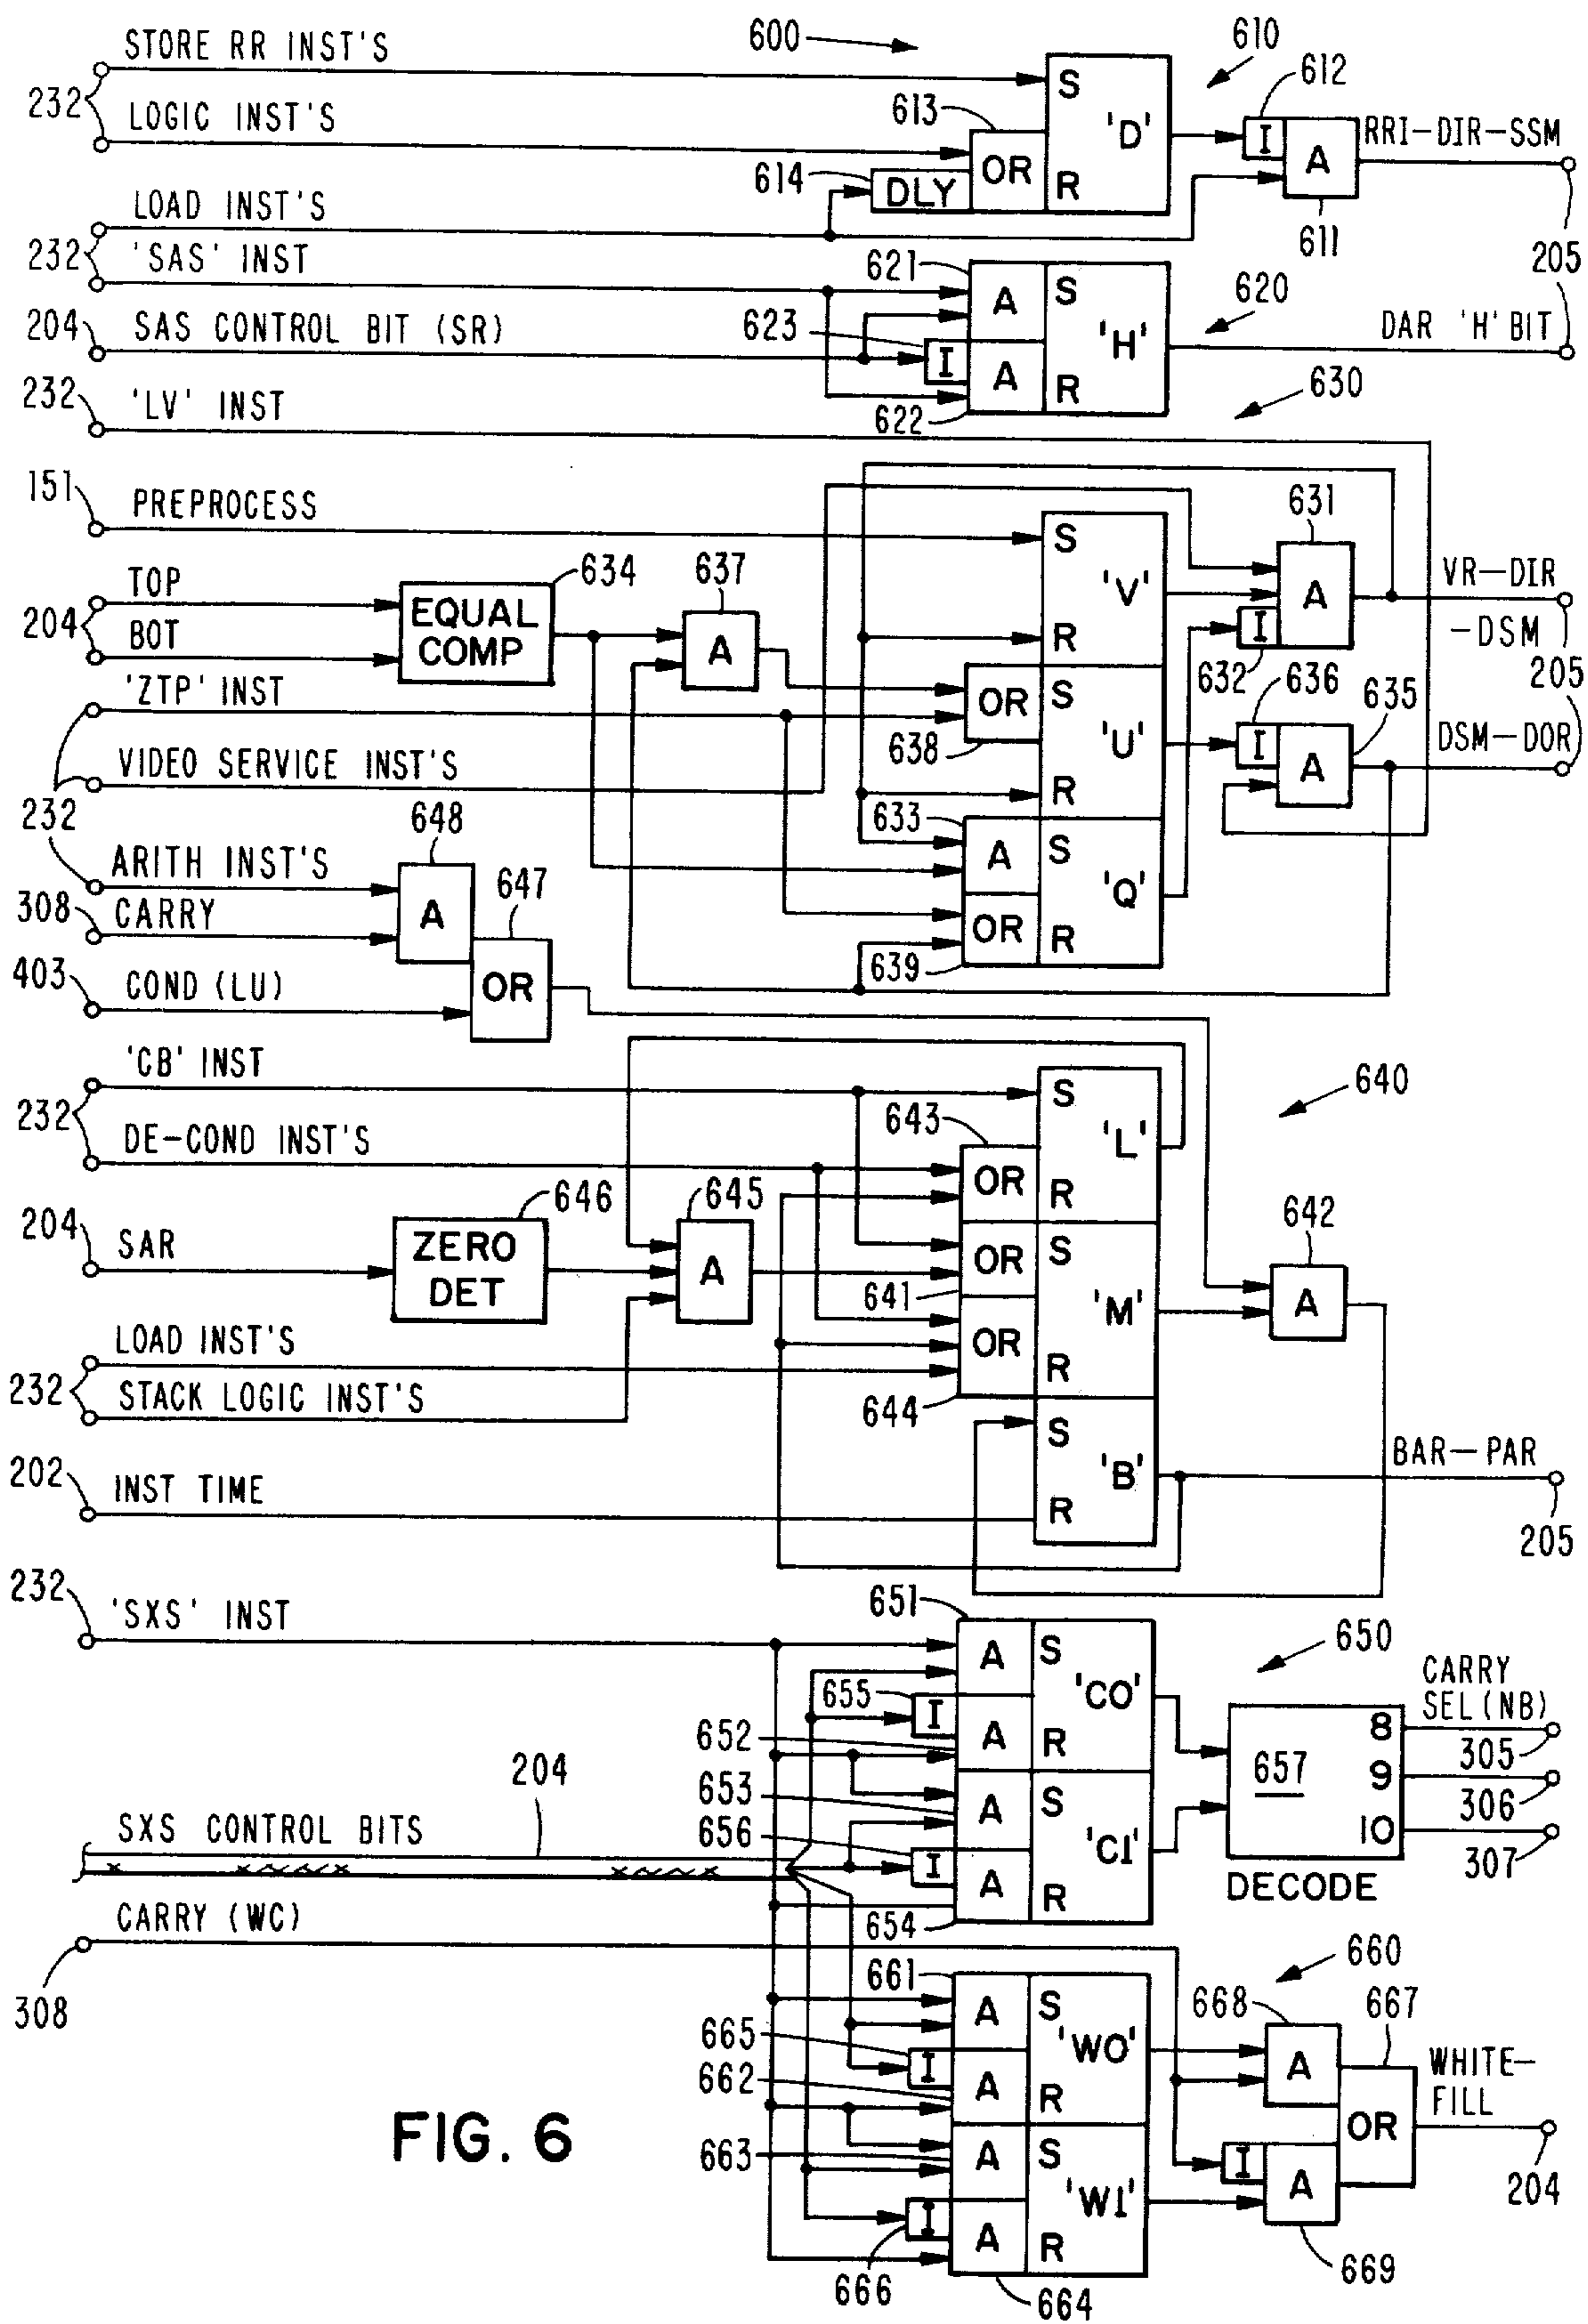 600
STORE RR INST'S
232
LOGIC INST'S
613
614
DLY
OR
S
'D'
R
610
612
I
A
611
RRI-DIR-SSM
205
LOAD INST'S
232
'SAS' INST
204
SAS CONTROL BIT (SR)
621
623
I
A
A
622
S
'H'
R
620
DAR 'H' BIT
232
'LV' INST
630
151
PREPROCESS
TOP
204
BOT
634
EQUAL
COMP
637
A
S
'V'
R
631
A
I
632
VR-DIR
-DSM
205
'ZTP' INST
OR
638
S
'U'
R
636
I
A
635
DSM-DOR
VIDEO SERVICE INST'S
232
633
A
S
'Q'
OR
R
639
648
ARITH INST'S
308
CARRY
A
647
OR
403
COND (LU)
'CB' INST
232
DE-COND INST'S
640
643
OR
S
'L'
R
646
645
204
SAR
ZERO
DET
A
OR
641
S
'M'
OR
R
644
642
A
LOAD INST'S
232
STACK LOGIC INST'S
S
'B'
R
BAR-PAR
205
202
INST TIME
232
'SXS' INST
651
A
S
'C0'
655
I
A
652
R
650
CARRY
SEL(NB)
8
305
657
9
306
10
307
DECODE
204
653
A
S
'C1'
656
I
A
R
654
SXS CONTROL BITS
CARRY (WC)
308
661
A
S
'W0'
665
I
A
662
R
660
668
A
667
OR
WHITE-
FILL
204
663
A
S
'W1'
I
A
R
666
664
I
A
669
FIG. 6